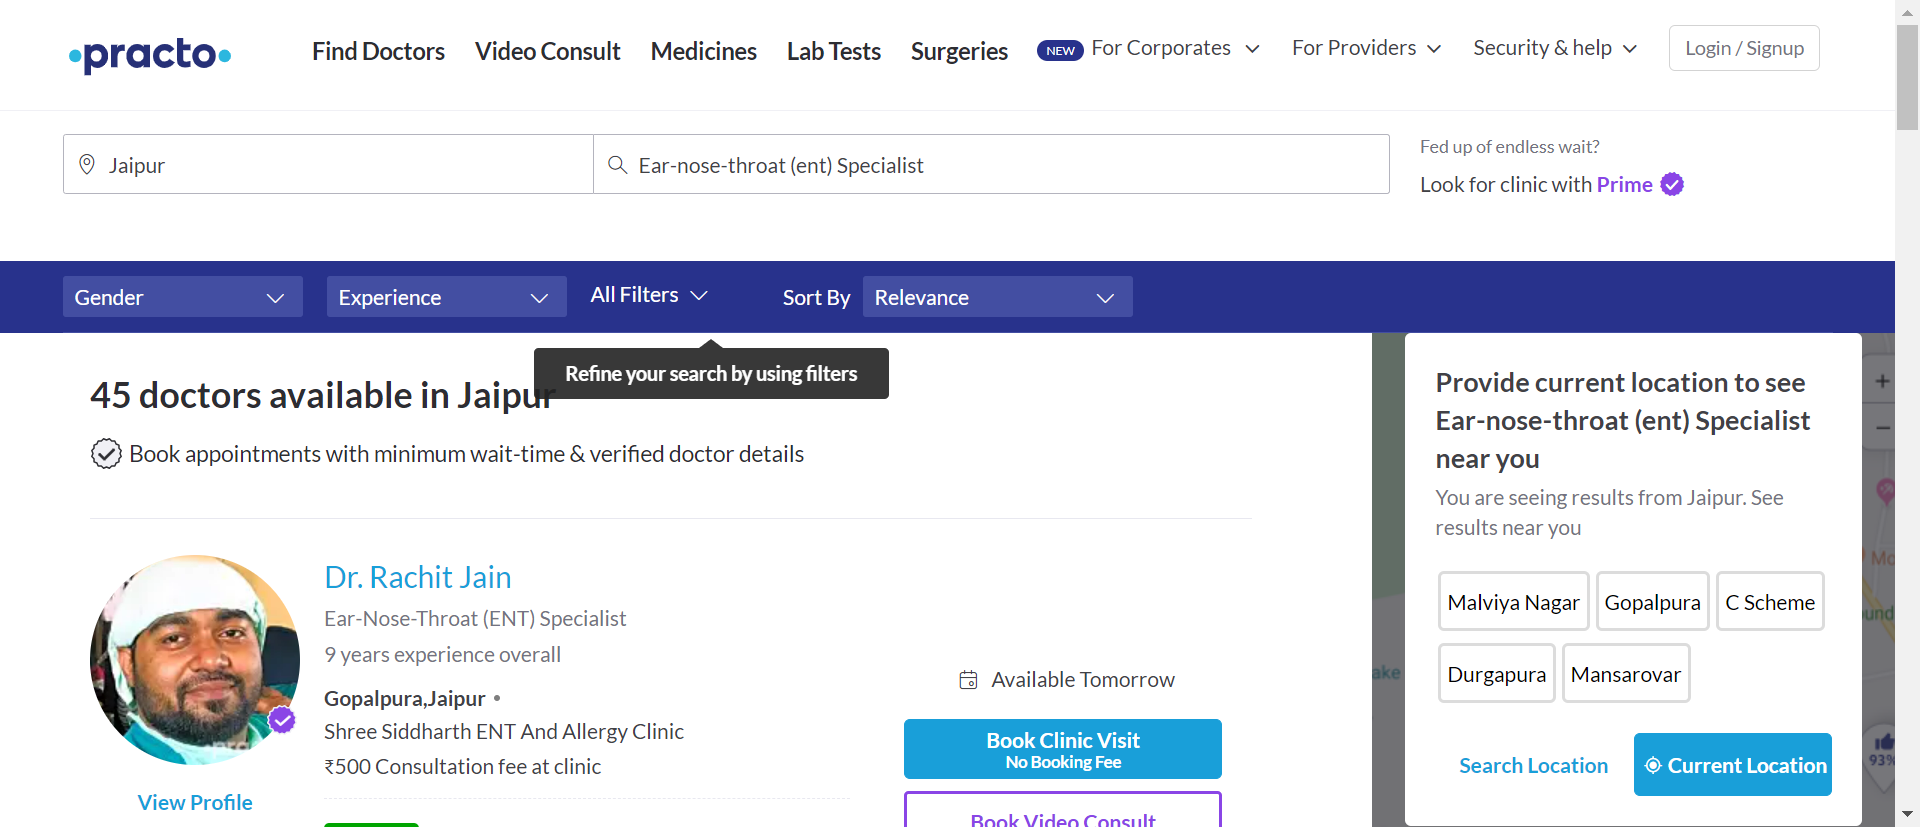 practo
Find Doctors
Video Consult
Medicines
Lab Tests
Surgeries
NEW For Corporates
For Providers
Security & help
Login / Signup
Jaipur
Ear-nose-throat (ent) Specialist
Fed up of endless wait?
Look for clinic with Prime
Gender
Experience
All Filters
Sort By
Relevance
Refine your search by using filters
45 doctors available in Jaipur
Book appointments with minimum wait-time & verified doctor details
Dr. Rachit Jain
Ear-Nose-Throat (ENT) Specialist
9 years experience overall
Gopalpura,Jaipur •
Shree Siddharth ENT And Allergy Clinic
₹500 Consultation fee at clinic
View Profile
Available Tomorrow
Book Clinic Visit
No Booking Fee
Book Video Consult
Provide current location to see
Ear-nose-throat (ent) Specialist
near you
You are seeing results from Jaipur. See
results near you
Malviya Nagar
Gopalpura
C Scheme
Durgapura
Mansarovar
Search Location
Current Location
93%